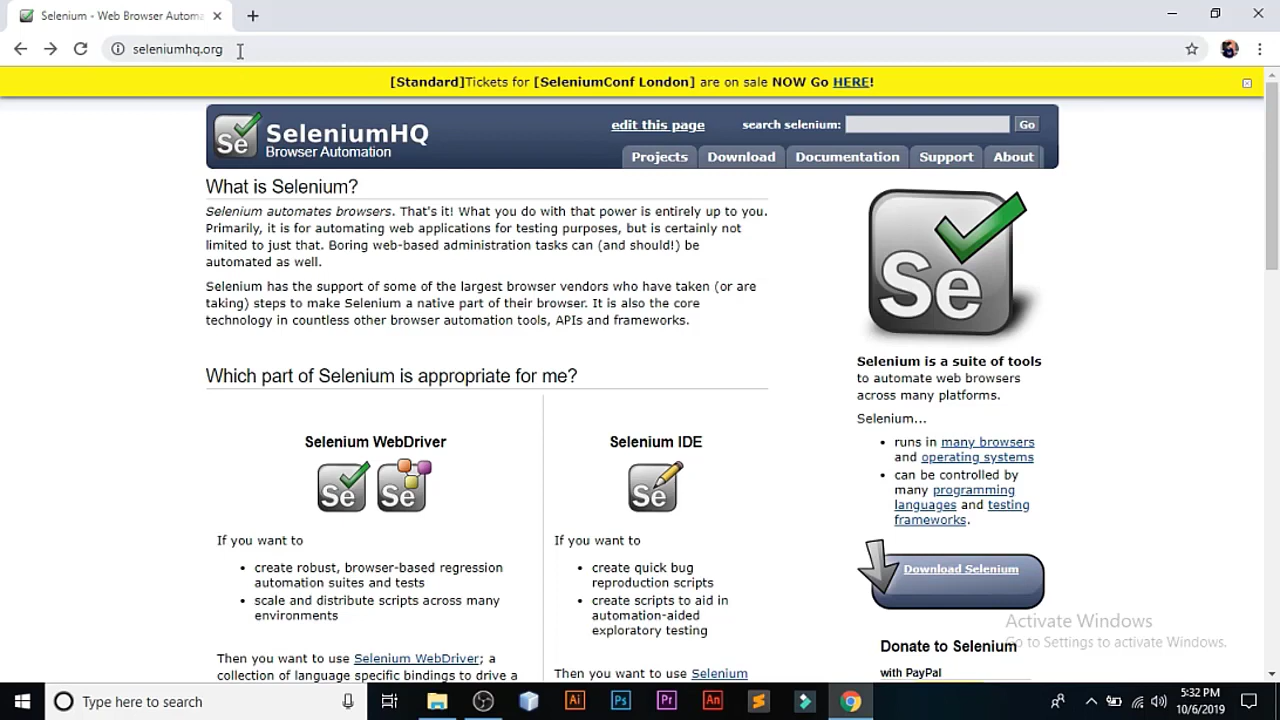 Selenium - Web Browser Automa
seleniumhq.org
[Standard]Tickets for [SeleniumConf London] are on sale NOW Go HERE!
Se
SeleniumHQ
Browser Automation
edit this page
search selenium:
Go
Projects
Download
Documentation
Support
About
What is Selenium?
Selenium automates browsers. That's it! What you do with that power is entirely up to you.
Primarily, it is for automating web applications for testing purposes, but is certainly not
limited to just that. Boring web-based administration tasks can (and should!) be
automated as well.
Selenium has the support of some of the largest browser vendors who have taken (or are
taking) steps to make Selenium a native part of their browser. It is also the core
technology in countless other browser automation tools, APIs and frameworks.
Which part of Selenium is appropriate for me?
Selenium WebDriver
Se
Se
If you want to
create robust, browser-based regression
automation suites and tests
scale and distribute scripts across many
environments
Then you want to use Selenium WebDriver; a
collection of language specific bindings to drive a
Selenium IDE
Se
If you want to
create quick bug
reproduction scripts
create scripts to aid in
automation-aided
exploratory testing
Then you want to use Selenium
Se
Selenium is a suite of tools
to automate web browsers
across many platforms.
Selenium...
runs in many browsers
and operating systems
can be controlled by
many programming
languages and testing
frameworks.
Download Selenium
Donate to Selenium
with PayPal
Activate Windows
Go to Settings to activate Windows.
Type here to search
Ai
Ps
Pr
An
5:32 PM
10/6/2019